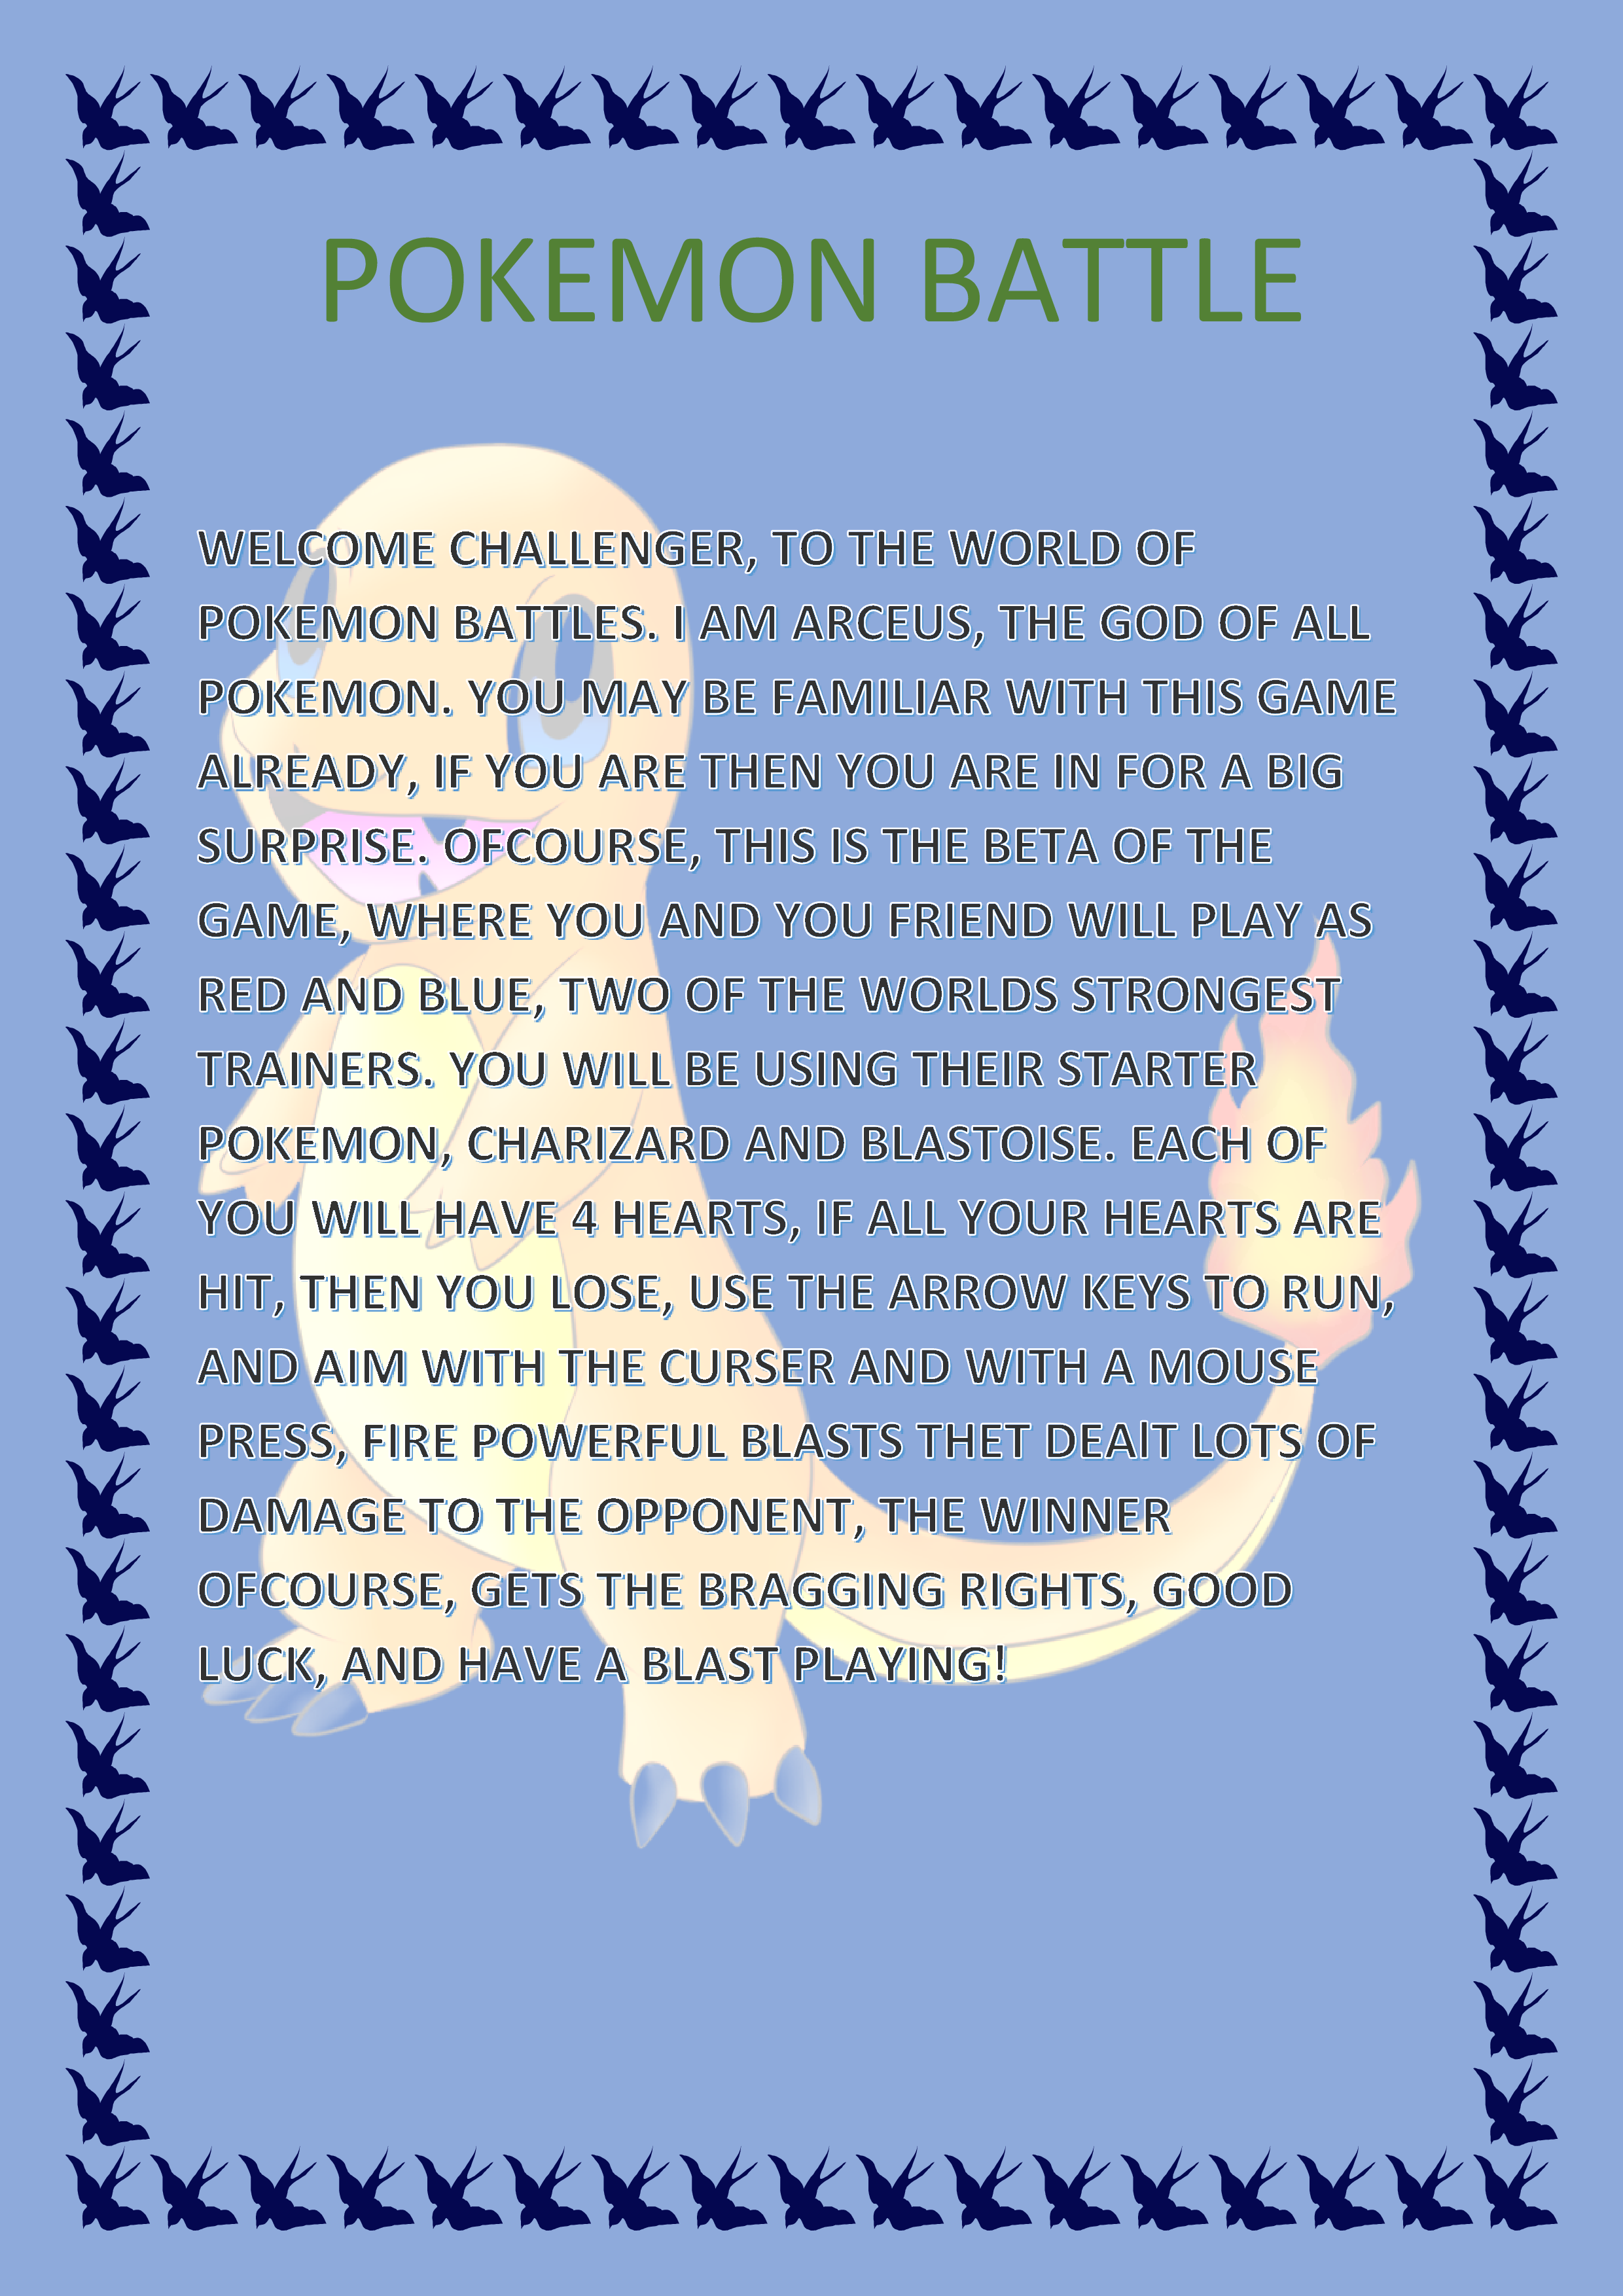 POKEMON BATTLE
WELCOME CHALLENGER, TO THE WORLD OF
POKEMON BATTLES. I AM ARCEUS, THE GOD OF ALL
POKEMON. YOU MAY BE FAMILIAR WITH THIS GAME
ALREADY, IF YOU ARE THEN YOU ARE IN FOR A BIG
SURPRISE. OFCOURSE, THIS IS THE BETA OF THE
GAME, WHERE YOU AND YOU FRIEND WILL PLAY AS
RED AND BLUE, TWO OF THE WORLDS STRONGEST
TRAINERS. YOU WILL BE USING THEIR STARTER
POKEMON, CHARIZARD AND BLASTOISE. EACH OF
YOU WILL HAVE 4 HEARTS, IF ALL YOUR HEARTS ARE
HIT, THEN YOU LOSE, USE THE ARROW KEYS TO RUN,
AND AIM WITH THE CURSER AND WITH A MOUSE
PRESS, FIRE POWERFUL BLASTS THET DEAlT LOTS OF
DAMAGE TO THE OPPONENT, THE WINNER
OFCOURSE, GETS THE BRAGGING RIGHTS, GOOD
LUCK, AND HAVE A BLAST PLAYING!